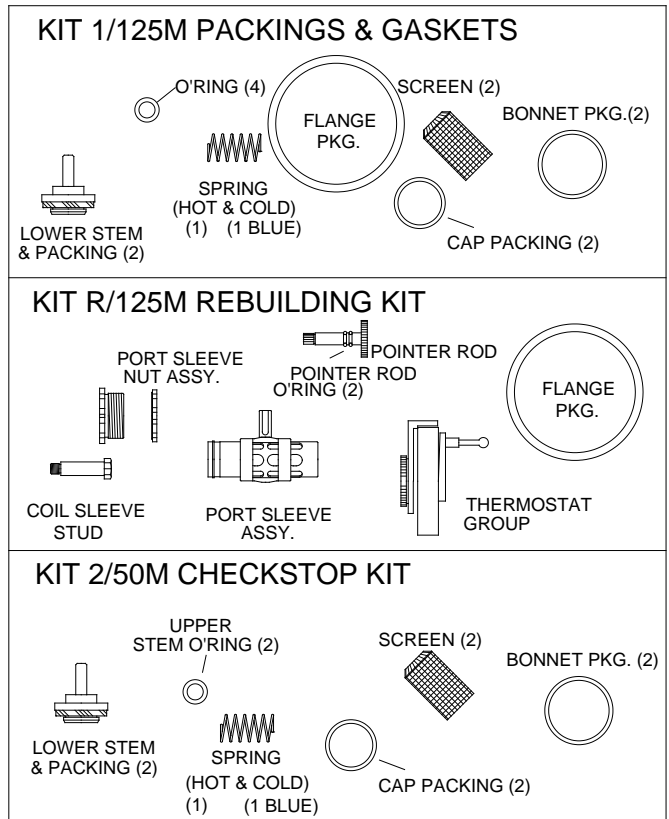 KIT 1/125M PACKINGS & GASKETS
O'RING (4)
SCREEN (2)
FLANGE
PKG.
BONNET PKG.(2)
SPRING
(HOT & COLD)
(1) (1 BLUE)
LOWER STEM
& PACKING (2)
CAP PACKING (2)
KIT R/125M REBUILDING KIT
PORT SLEEVE
NUT ASSY.
POINTER ROD
POINTER ROD
O'RING (2)
FLANGE
PKG.
COIL SLEEVE
STUD
PORT SLEEVE
ASSY.
THERMOSTAT
GROUP
KIT 2/50M CHECKSTOP KIT
UPPER
STEM O'RING (2)
SCREEN (2)
BONNET PKG. (2)
LOWER STEM
& PACKING (2)
SPRING
(HOT & COLD)
(1) (1 BLUE)
CAP PACKING (2)